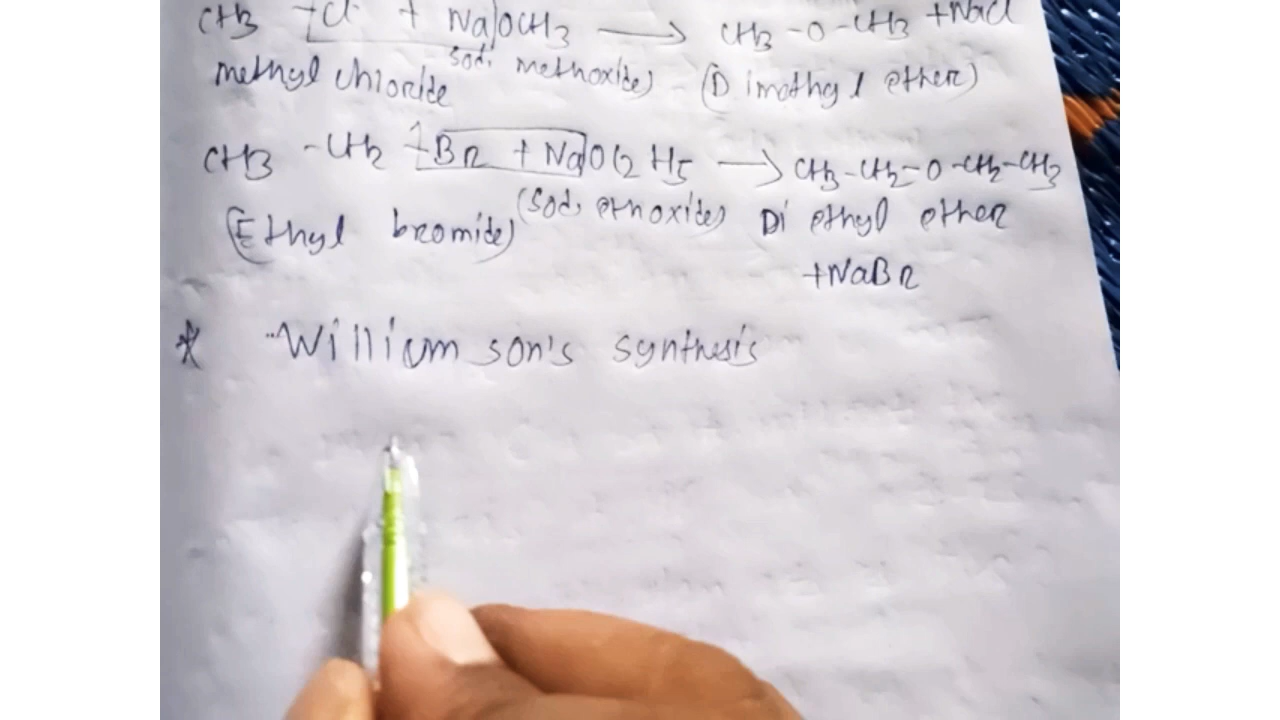 CH3 -Cl + NaOCH3 ⟶ CH3 -O-CH3 +NaCl
methyl chloride (Sod. methoxide) (Dimethyl ether)
CH3 -CH2 -Br + NaOC2H5 ⟶ CH3-CH2-O-CH2-CH3
(Ethyl bromide) (Sod. ethoxide) Di ethyl ether
+NaBr
* Williamson's synthesis